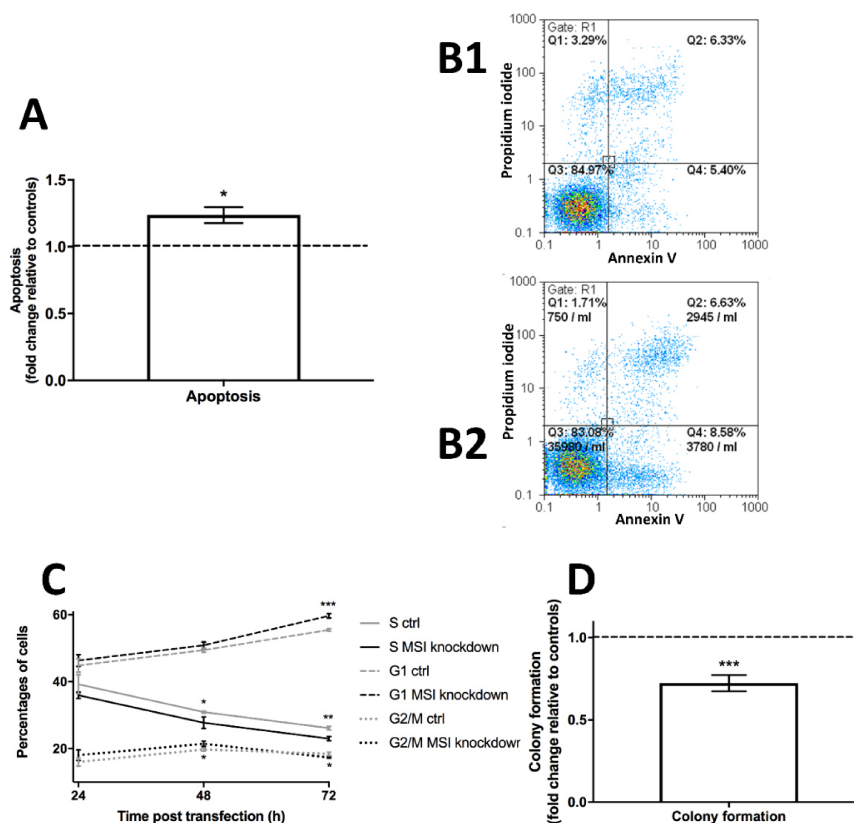 A
Apoptosis
(fold change relative to controls)
1.5
1.0
0.5
0.0
*
Apoptosis
B1
Propidium iodide
1000
100
10
1
0.1
Gate: R1
Q1: 3.29%
Q2: 6.33%
Q3: 84.97%
Q4: 5.40%
0.1
1
10
100
1000
Annexin V
B2
Propidium iodide
1000
100
10
1
0.1
Gate: R1
Q1: 1.71%
750 / ml
Q2: 6.63%
2945 / ml
Q3: 83.08%
35980 / ml
Q4: 8.58%
3780 / ml
0.1
1
10
100
1000
Annexin V
C
Percentages of cells
60
40
20
***
*
**
*
*
24
48
72
Time post transfection (h)
S ctrl
S MSI knockdown
G1 ctrl
G1 MSI knockdown
G2/M ctrl
G2/M MSI knockdowr
D
Colony formation
(fold change relative to controls)
1.0
0.5
0.0
***
Colony formation